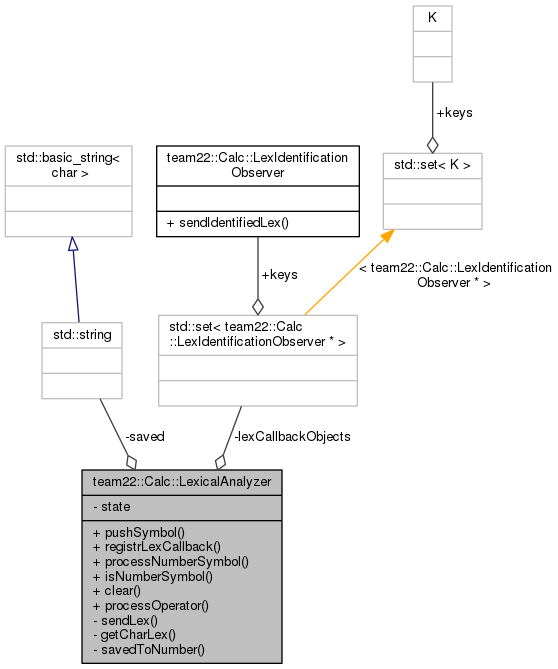 K
+keys
std::basic_string<
char >
team22::Calc::LexIdentification
Observer
+ sendIdentifiedLex()
std::set< K >
+keys
< team22::Calc::LexIdentification
Observer * >
std::string
std::set< team22::Calc
::LexIdentificationObserver * >
-saved
-lexCallbackObjects
team22::Calc::LexicalAnalyzer
- state
+ pushSymbol()
+ registrLexCallback()
+ processNumberSymbol()
+ isNumberSymbol()
+ clear()
+ processOperator()
- sendLex()
- getCharLex()
- savedToNumber()